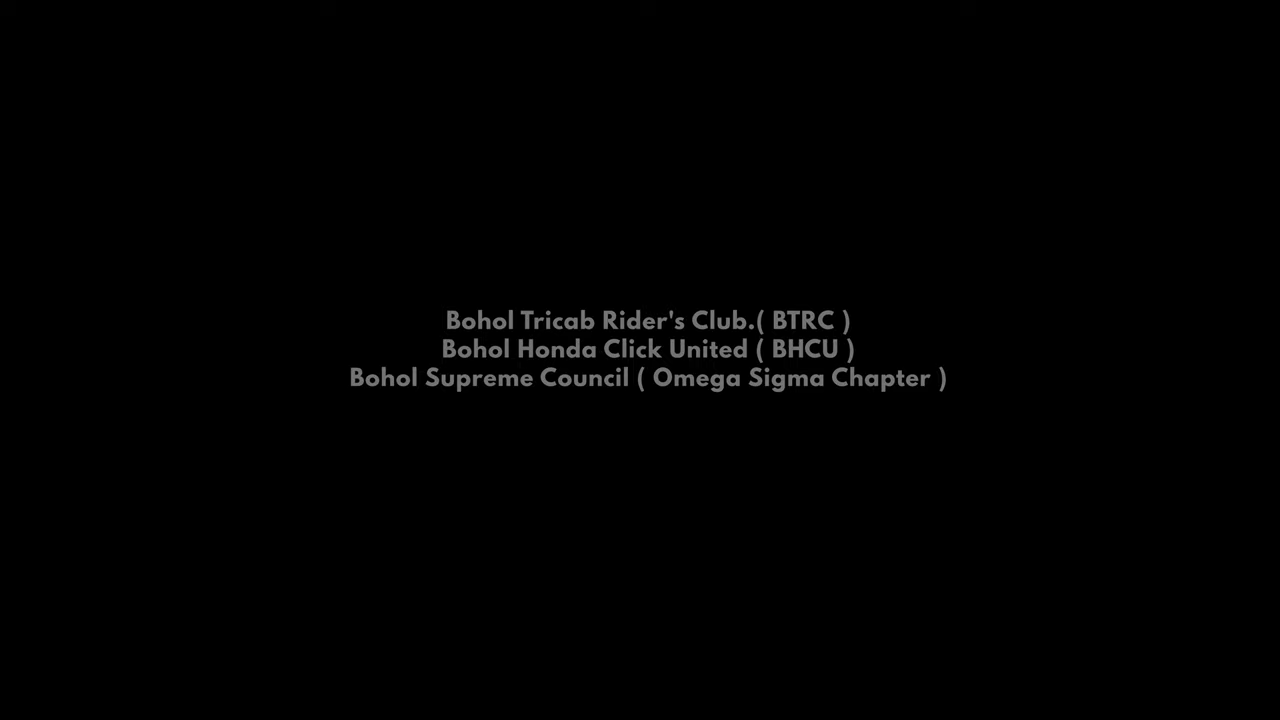 Bohol Tricab Rider's Club.( BTRC )
Bohol Honda Click United ( BHCU )
Bohol Supreme Council ( Omega Sigma Chapter )